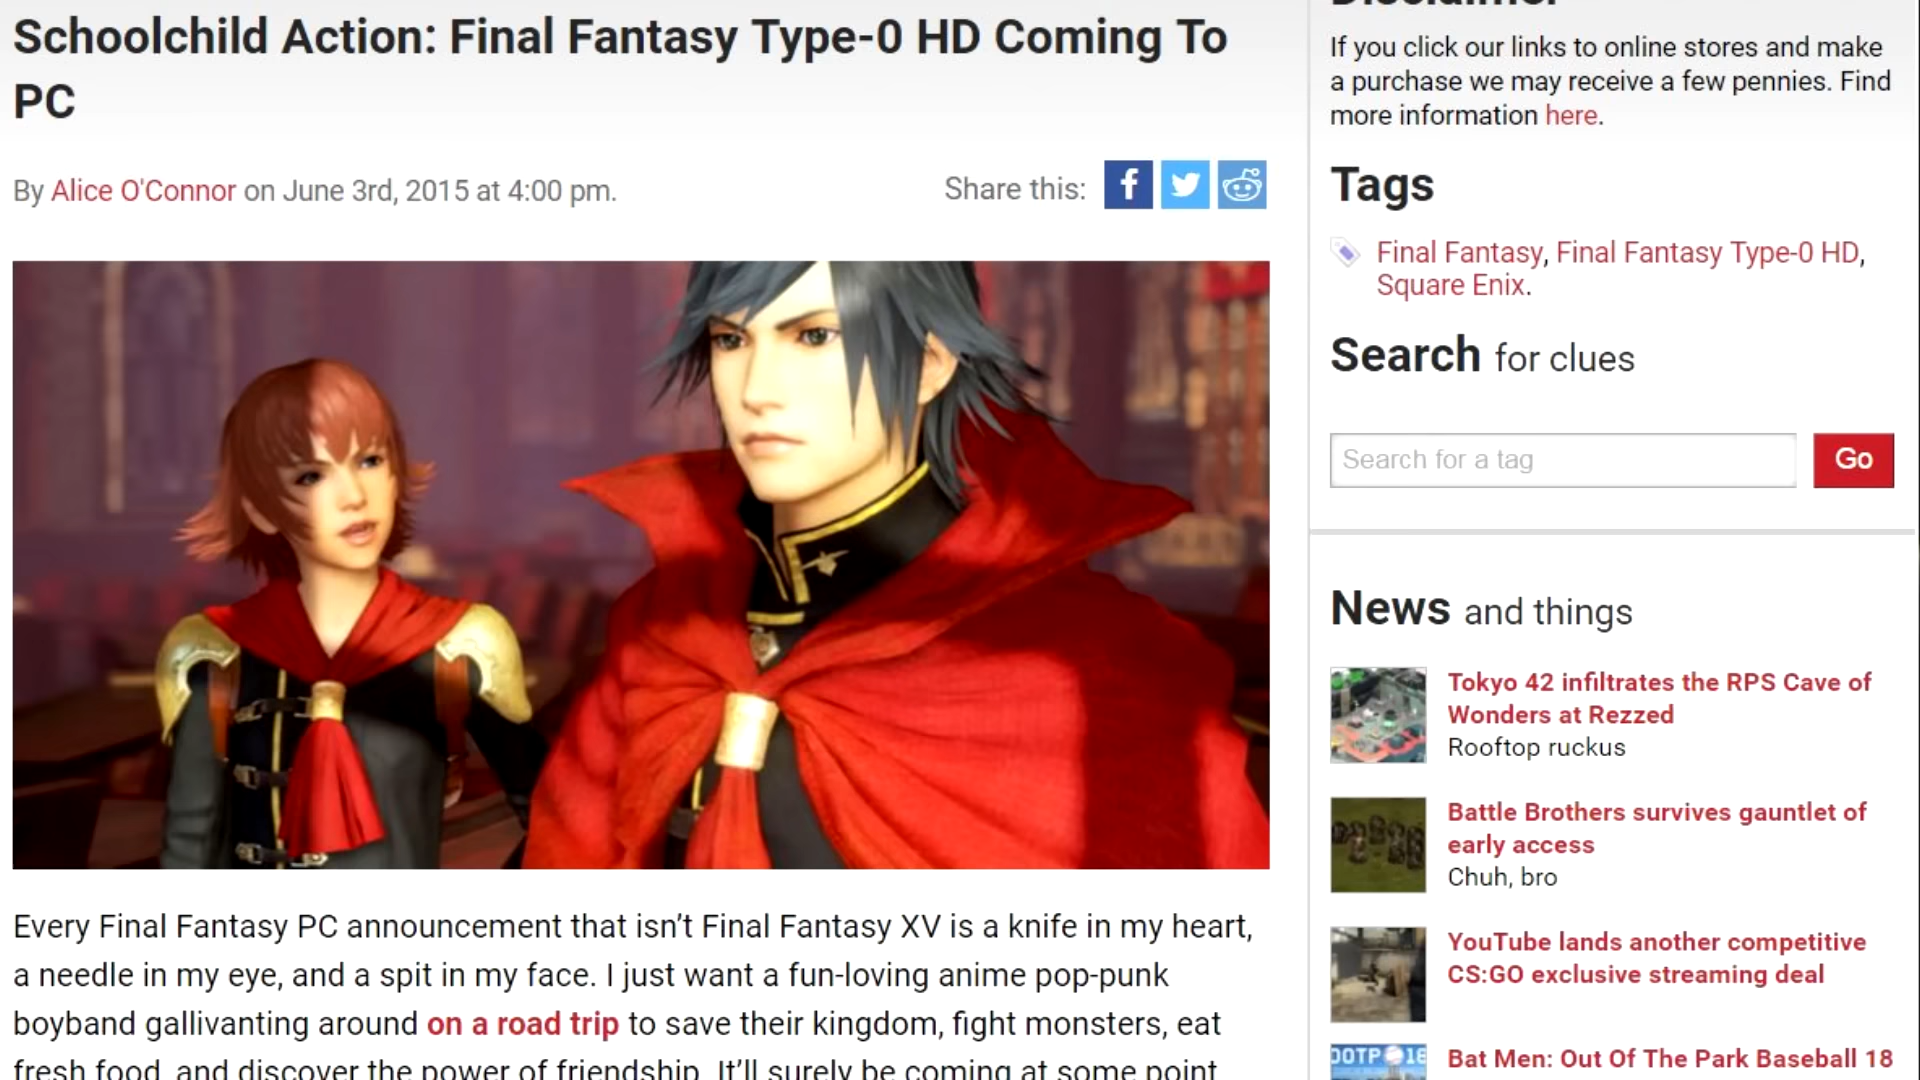 Schoolchild Action: Final Fantasy Type-0 HD Coming To
PC
By Alice O'Connor on June 3rd, 2015 at 4:00 pm.
Share this:
Every Final Fantasy PC announcement that isn’t Final Fantasy XV is a knife in my heart,
a needle in my eye, and a spit in my face. I just want a fun-loving anime pop-punk
boyband gallivanting around on a road trip to save their kingdom, fight monsters, eat
fresh food, and discover the power of friendship. It’ll surely be coming at some point
Disclaimer
If you click our links to online stores and make
a purchase we may receive a few pennies. Find
more information here.
Tags
Final Fantasy, Final Fantasy Type-0 HD,
Square Enix.
Search for clues
Search for a tag
Go
News and things
Tokyo 42 infiltrates the RPS Cave of
Wonders at Rezzed
Rooftop ruckus
Battle Brothers survives gauntlet of
early access
Chuh, bro
YouTube lands another competitive
CS:GO exclusive streaming deal
OOTP 18
Bat Men: Out Of The Park Baseball 18